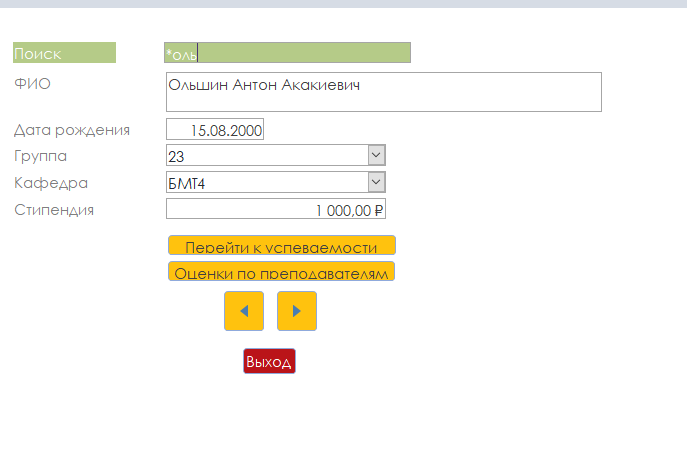 Поиск *оль
ФИО Ольшин Антон Акакиевич
Дата рождения 15.08.2000
Группа 23
Кафедра БМТ4
Стипендия 1 000,00 ₽
Перейти к успеваемости
Оценки по преподавателям
Выход